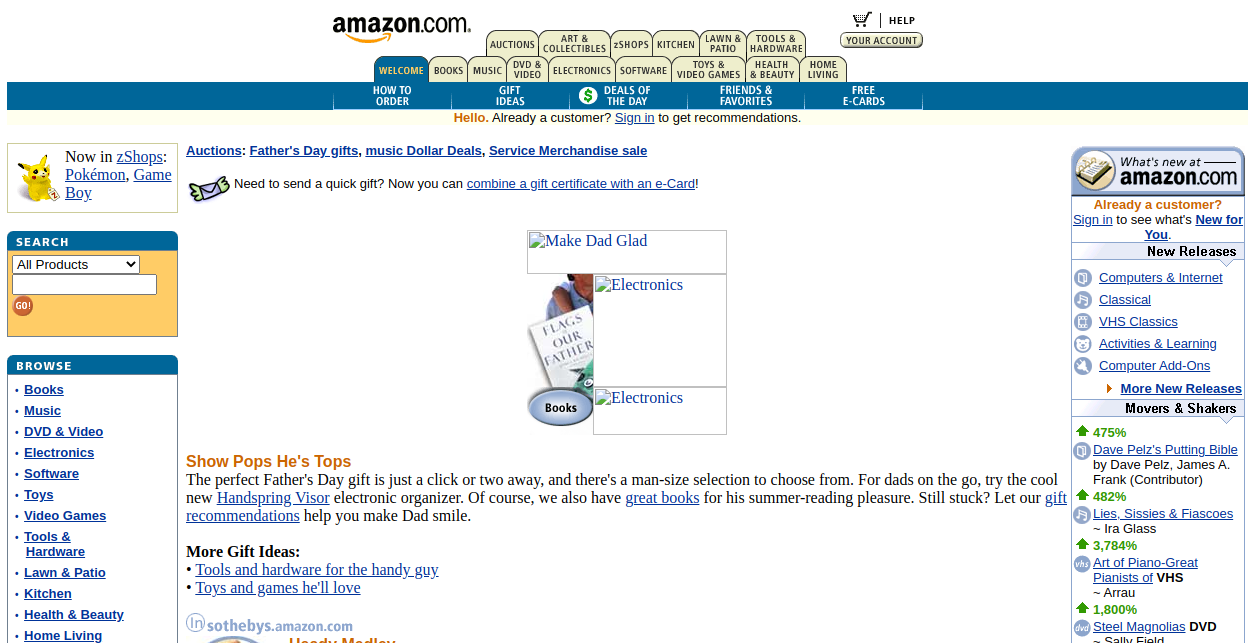 amazon.com.
HELP
YOUR ACCOUNT
AUCTIONS
ART & COLLECTIBLES
zSHOPS
KITCHEN
LAWN & PATIO
TOOLS & HARDWARE
WELCOME
BOOKS
MUSIC
DVD & VIDEO
ELECTRONICS
SOFTWARE
TOYS & VIDEO GAMES
HEALTH & BEAUTY
HOME LIVING
HOW TO ORDER
GIFT IDEAS
$ DEALS OF THE DAY
FRIENDS & FAVORITES
FREE E-CARDS
Hello. Already a customer? Sign in to get recommendations.
Now in zShops:
Pokémon, Game
Boy
SEARCH
All Products
GO!
BROWSE
• Books
• Music
• DVD & Video
• Electronics
• Software
• Toys
• Video Games
• Tools &
Hardware
• Lawn & Patio
• Kitchen
• Health & Beauty
• Home Living
Auctions: Father's Day gifts, music Dollar Deals, Service Merchandise sale
Need to send a quick gift? Now you can combine a gift certificate with an e-Card!
Make Dad Glad
Electronics
FLAGS
OF
OUR
FATHER
Books
Electronics
Show Pops He's Tops
The perfect Father's Day gift is just a click or two away, and there's a man-size selection to choose from. For dads on the go, try the cool
new Handspring Visor electronic organizer. Of course, we also have great books for his summer-reading pleasure. Still stuck? Let our gift
recommendations help you make Dad smile.
More Gift Ideas:
• Tools and hardware for the handy guy
• Toys and games he'll love
In sothebys.amazon.com
Handy Medley
What's new at
amazon.com
Already a customer?
Sign in to see what's New for
You.
New Releases
Computers & Internet
Classical
VHS Classics
Activities & Learning
Computer Add-Ons
More New Releases
Movers & Shakers
475%
Dave Pelz's Putting Bible
by Dave Pelz, James A.
Frank (Contributor)
482%
Lies, Sissies & Fiascoes
~ Ira Glass
3,784%
vhs Art of Piano-Great
Pianists of VHS
~ Arrau
1,800%
dvd Steel Magnolias DVD
~ Sally Field